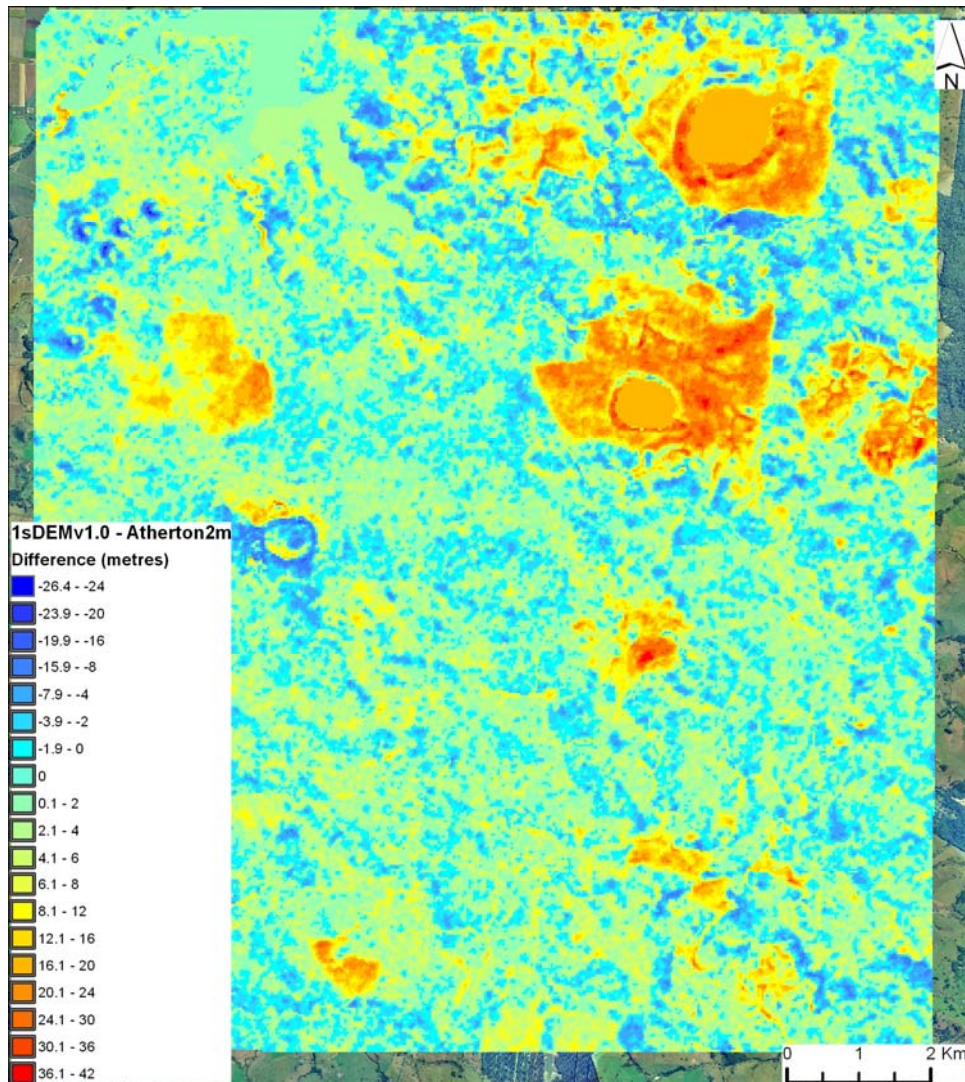 N
1sDEMv1.0 - Atherton2m
Difference (metres)
-26.4 - -24
-23.9 - -20
-19.9 - -16
-15.9 - -8
-7.9 - -4
-3.9 - -2
-1.9 - 0
0
0.1 - 2
2.1 - 4
4.1 - 6
6.1 - 8
8.1 - 12
12.1 - 16
16.1 - 20
20.1 - 24
24.1 - 30
30.1 - 36
36.1 - 42
0 1 2 Km